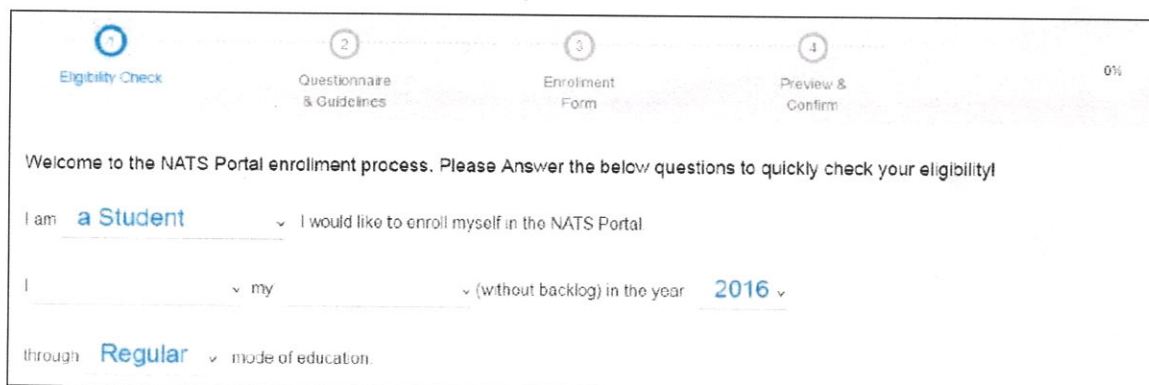 1 2 3 4
Eligibility Check Questionnaire & Guidelines Enrollment Form Preview & Confirm 0%
Welcome to the NATS Portal enrollment process. Please Answer the below questions to quickly check your eligibility!
I am a Student I would like to enroll myself in the NATS Portal
I my (without backlog) in the year 2016
through Regular mode of education.